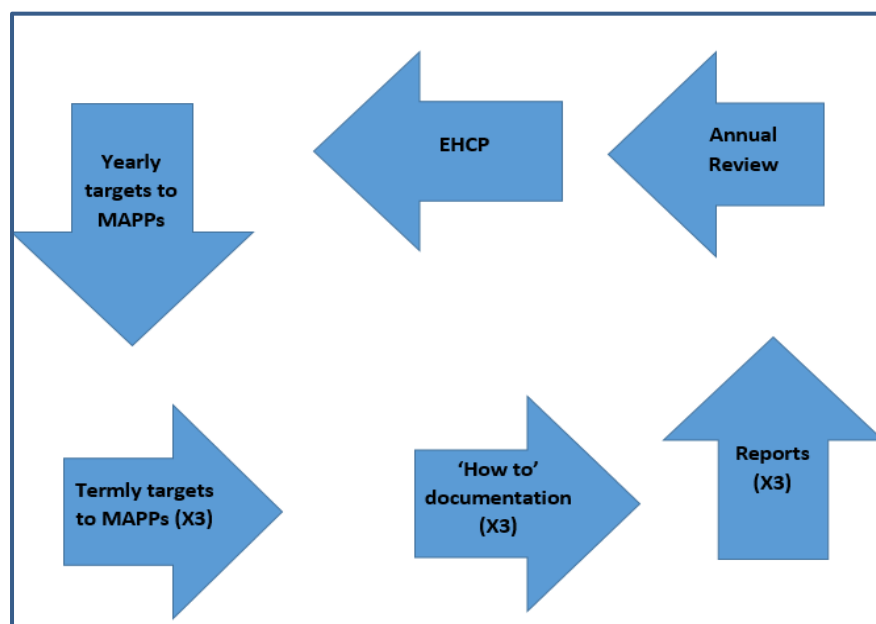 Yearly
targets to
MAPPs
EHCP
Annual
Review
Termly targets
to MAPPs (X3)
‘How to’
documentation
(X3)
Reports
(X3)